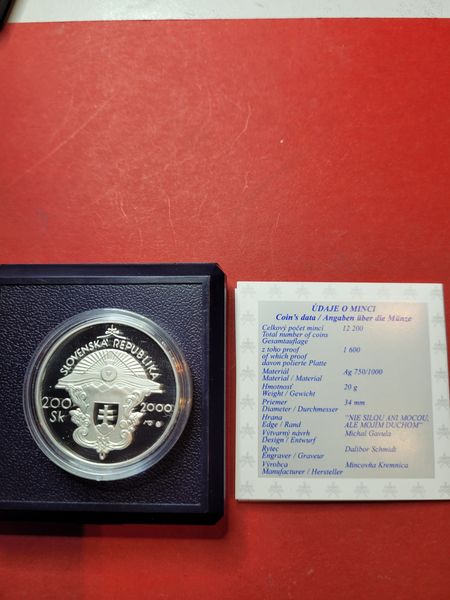 SLOVENSKÁ REPUBLIKA
200 2000
Sk
ÚDAJE O MINCI
Coin's data / Angaben über die Münze
Celkový počet mincí 12 200
Total number of coins
Gesamtauflage
z toho proof 1 600
of which proof
davon polierte Platte
Materiál Ag 750/1000
Material / Material
Hmotnosť 20 g
Weight / Gewicht
Priemer 34 mm
Diameter / Durchmesser
Hrana "NIE SILOU ANI MOCOU,
Edge / Rand ALE MOJÍM DUCHOM"
Výtvarný návrh Michal Gavula
Design / Entwurf
Rytec Dalibor Schmidt
Engraver / Graveur
Výrobca Mincovňa Kremnica
Manufacturer / Hersteller